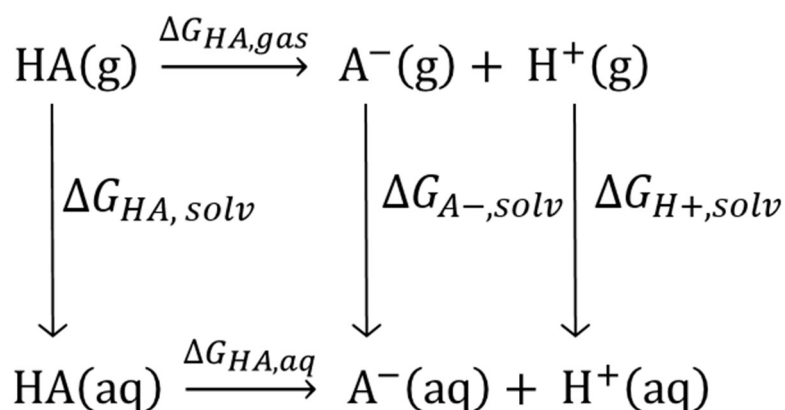 ΔG_{HA,gas}
HA(g) ⟶ A⁻(g) + H⁺(g)
ΔG_{HA, solv} ΔG_{A−,solv} ΔG_{H+,solv}
ΔG_{HA,aq}
HA(aq) ⟶ A⁻(aq) + H⁺(aq)